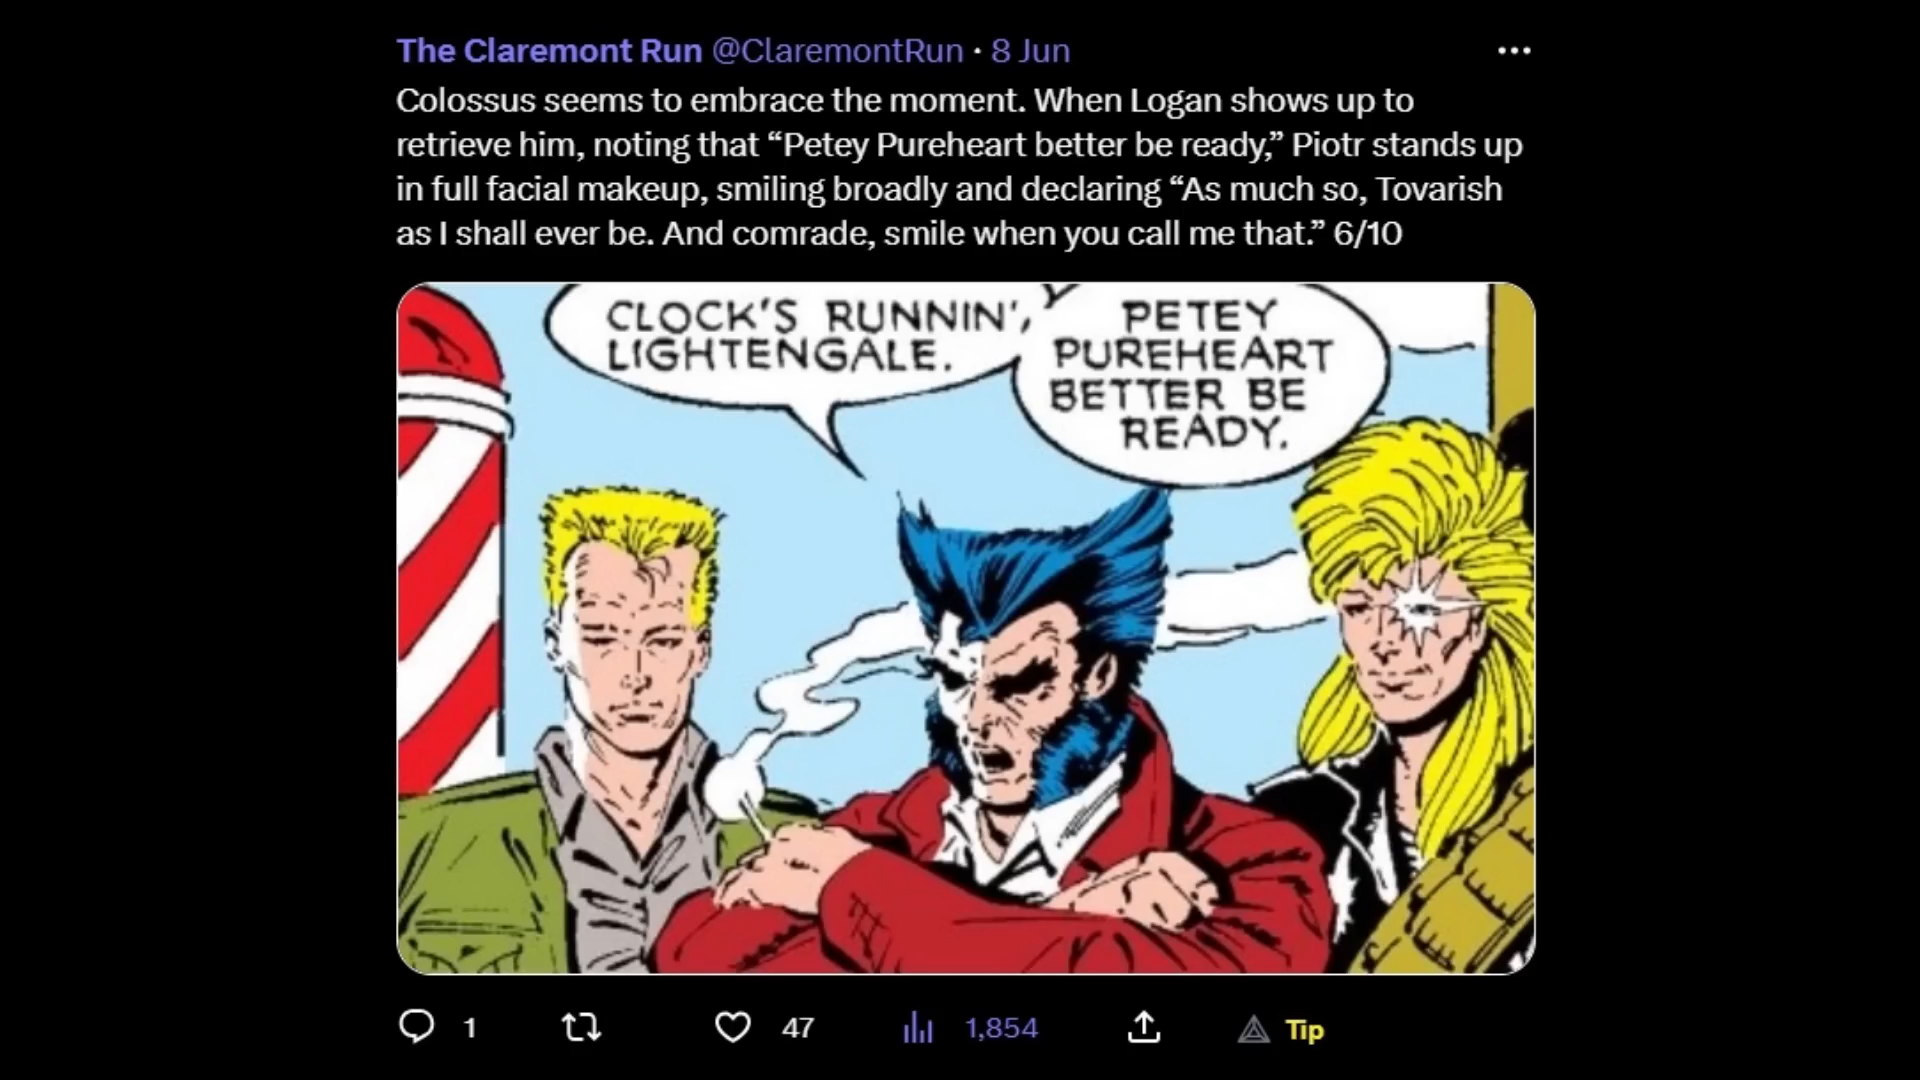 The Claremont Run @ClaremontRun · 8 Jun
Colossus seems to embrace the moment. When Logan shows up to
retrieve him, noting that “Petey Pureheart better be ready,” Piotr stands up
in full facial makeup, smiling broadly and declaring “As much so, Tovarish
as I shall ever be. And comrade, smile when you call me that.” 6/10
CLOCK'S RUNNIN',
LIGHTENGALE.
PETEY
PUREHEART
BETTER BE
READY.
1
47
1,854
Tip